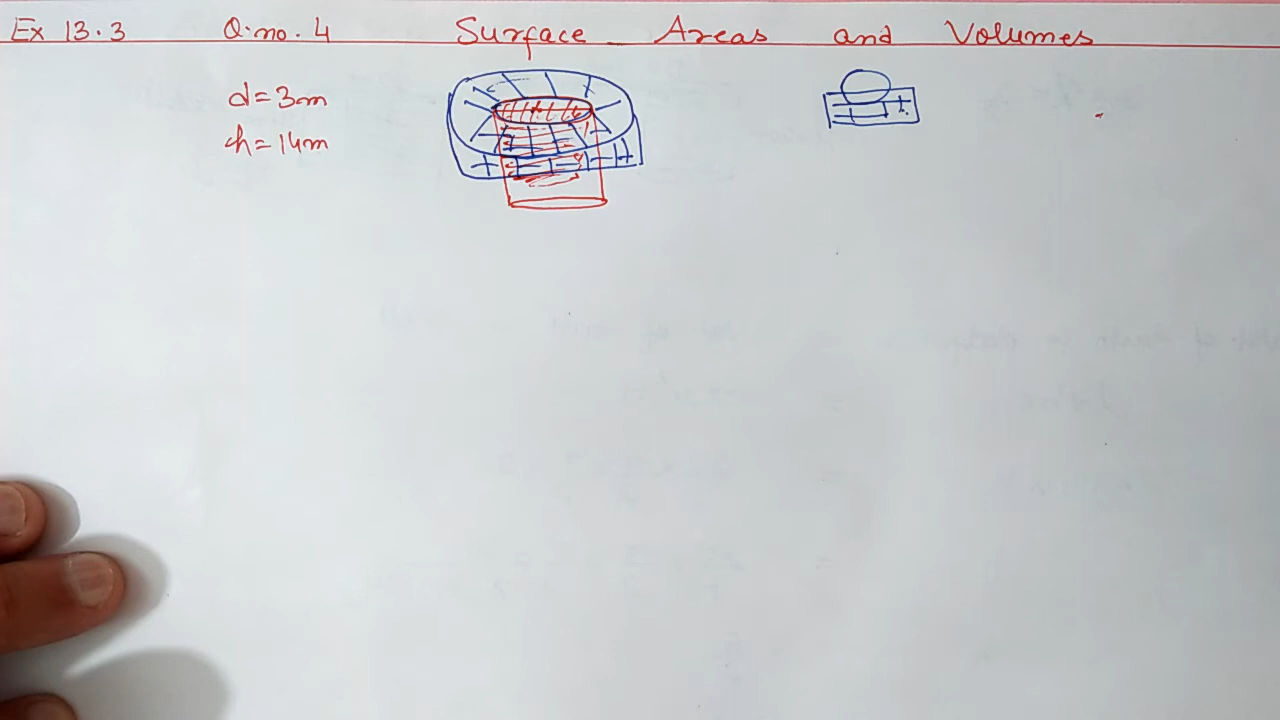 Ex 13.3 Q.no.4 Surface Areas and Volumes
d=3m
h=14m